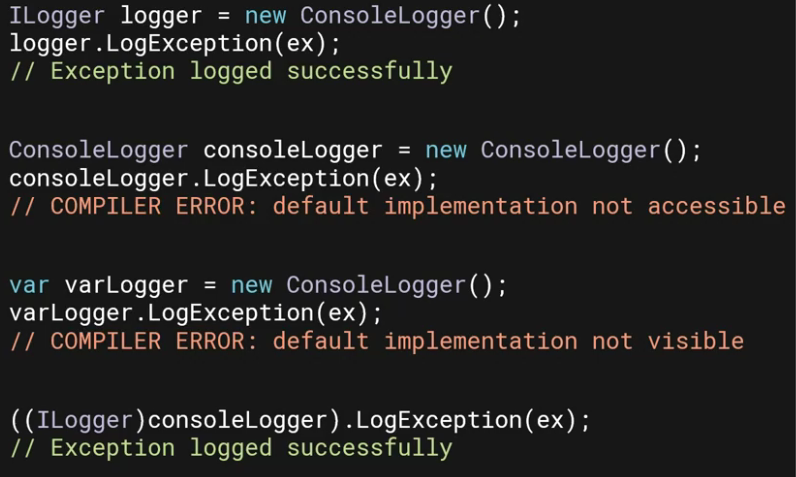 ILogger logger = new ConsoleLogger();
logger.LogException(ex);
// Exception logged successfully
ConsoleLogger consoleLogger = new ConsoleLogger();
consoleLogger.LogException(ex);
// COMPILER ERROR: default implementation not accessible
var varLogger = new ConsoleLogger();
varLogger.LogException(ex);
// COMPILER ERROR: default implementation not visible
((ILogger)consoleLogger).LogException(ex);
// Exception logged successfully